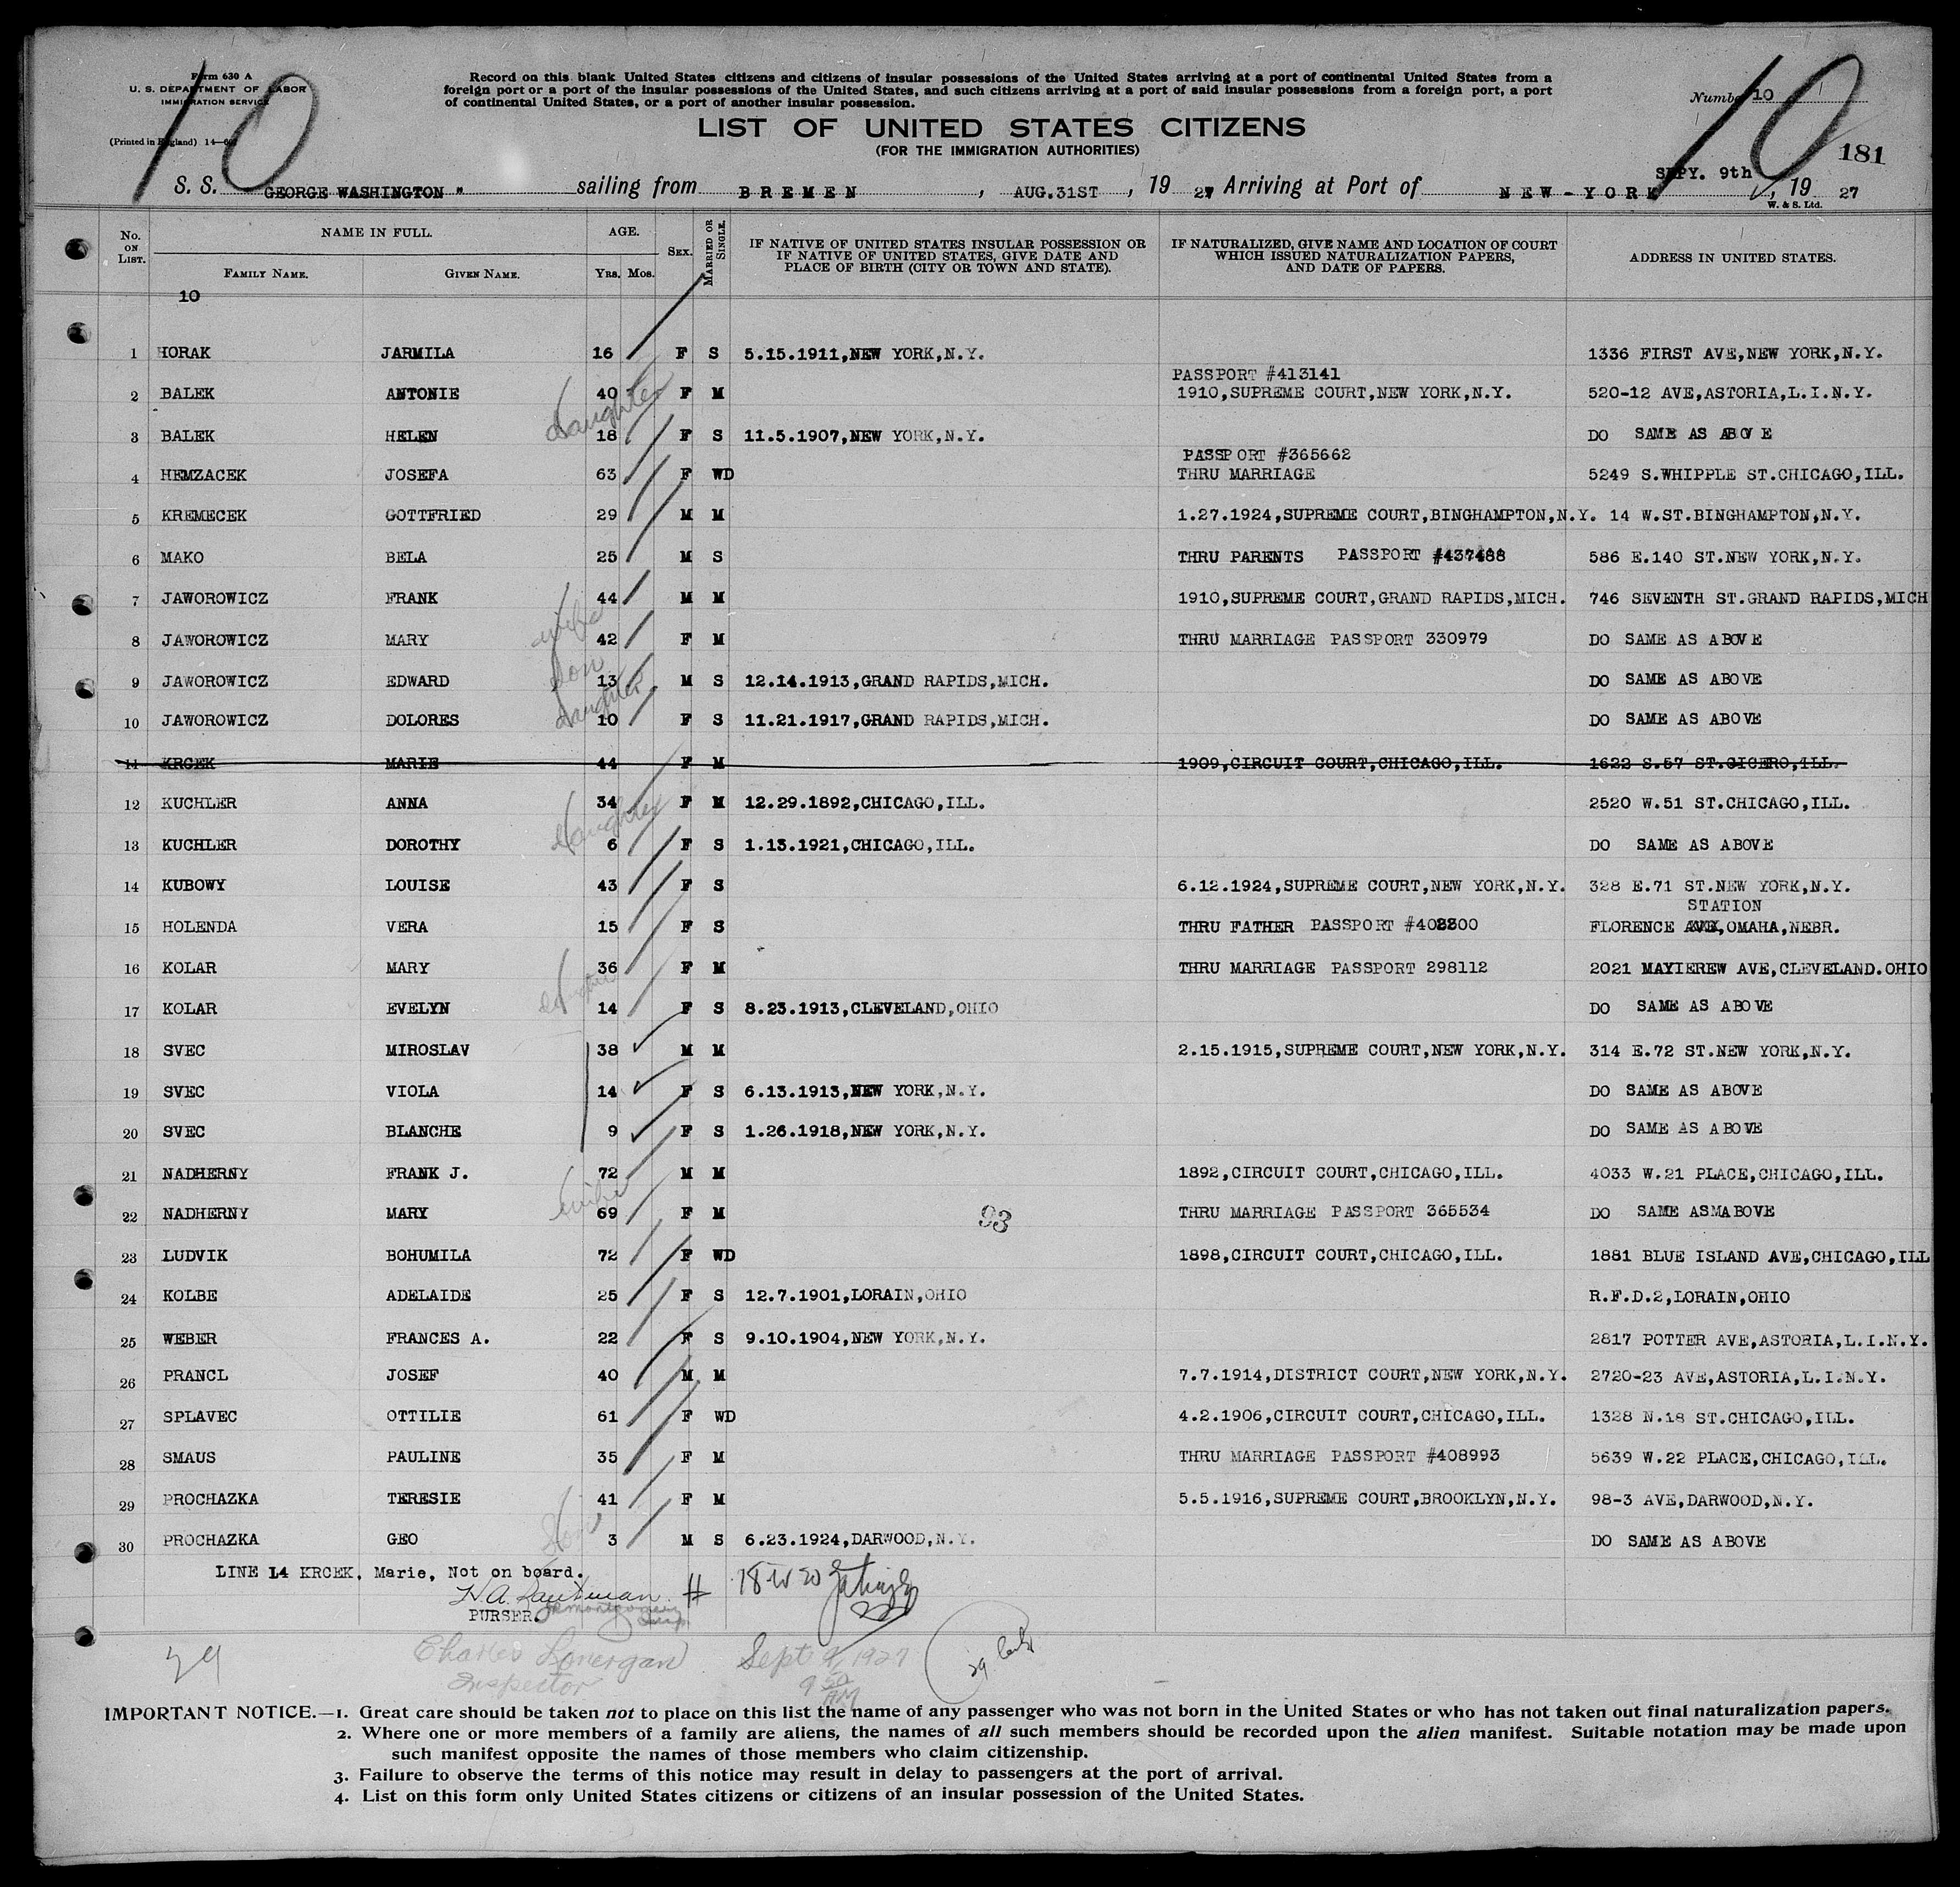 Form 630 A
U. S. DEPARTMENT OF LABOR
IMMIGRATION SERVICE
(Printed in England) 14—
10
Record on this blank United States citizens and citizens of insular possessions of the United States arriving at a port of continental United States from a
foreign port or a port of the insular possessions of the United States, and such citizens arriving at a port of said insular possessions from a foreign port, a port
of continental United States, or a port of another insular possession.
Number 10
10
181
LIST OF UNITED STATES CITIZENS
(FOR THE IMMIGRATION AUTHORITIES)
S. S. GEORGE WASHINGTON " sailing from BREMEN, AUG.31ST, 19 27 Arriving at Port of NEW-YORK SEPY. 9th, 19 27
W. & S. Ltd.
No. ON LIST. NAME IN FULL. AGE. SEX. MARRIED OR SINGLE. IF NATIVE OF UNITED STATES INSULAR POSSESSION OR IF NATIVE OF UNITED STATES, GIVE DATE AND PLACE OF BIRTH (CITY OR TOWN AND STATE). IF NATURALIZED, GIVE NAME AND LOCATION OF COURT WHICH ISSUED NATURALIZATION PAPERS, AND DATE OF PAPERS. ADDRESS IN UNITED STATES.
FAMILY NAME. GIVEN NAME. YRS. MOS.
10
1 HORAK JARMILA 16 F S 5.15.1911,NEW YORK,N.Y. 1336 FIRST AVE,NEW YORK,N.Y.
PASSPORT #413141
2 BALEK ANTONIE 40 F M 1910,SUPREME COURT,NEW YORK,N.Y. 520-12 AVE,ASTORIA,L.I.N.Y.
3 BALEK HELEN daughter 18 F S 11.5.1907,NEW YORK,N.Y. DO SAME AS ABOVE
PASSPORT #365662
4 HEMZACEK JOSEFA 63 F WD THRU MARRIAGE 5249 S.WHIPPLE ST.CHICAGO,ILL.
5 KREMECEK GOTTFRIED 29 M M 1.27.1924,SUPREME COURT,BINGHAMPTON,N.Y. 14 W.ST.BINGHAMPTON,N.Y.
6 MAKO BELA 25 M S THRU PARENTS PASSPORT #437488 586 E.140 ST.NEW YORK,N.Y.
7 JAWOROWICZ FRANK 44 M M 1910,SUPREME COURT,GRAND RAPIDS,MICH. 746 SEVENTH ST.GRAND RAPIDS,MICH
8 JAWOROWICZ MARY wife 42 F M THRU MARRIAGE PASSPORT 330979 DO SAME AS ABOVE
9 JAWOROWICZ EDWARD son 13 M S 12.14.1913,GRAND RAPIDS,MICH. DO SAME AS ABOVE
10 JAWOROWICZ DOLORES daughter 10 F S 11.21.1917,GRAND RAPIDS,MICH. DO SAME AS ABOVE
11 KRCEK MARIE 44 F M 1909,CIRCUIT COURT,CHICAGO,ILL. 1622 S.57 ST.CICERO,ILL.
12 KUCHLER ANNA 34 F M 12.29.1892,CHICAGO,ILL. 2520 W.51 ST.CHICAGO,ILL.
13 KUCHLER DOROTHY daughter 6 F S 1.13.1921,CHICAGO,ILL. DO SAME AS ABOVE
14 KUBOWY LOUISE 43 F S 6.12.1924,SUPREME COURT,NEW YORK,N.Y. 328 E.71 ST.NEW YORK,N.Y.
STATION
15 HOLENDA VERA 15 F S THRU FATHER PASSPORT FLORENCE ,OMAHA,NEBR.
16 KOLAR MARY 36 F M THRU MARRIAGE PASSPORT 298112 2021 MAYIEREW AVE,CLEVELAND.OHIO
17 KOLAR EVELYN 14 F S 8.23.1913,CLEVELAND,OHIO DO SAME AS ABOVE
18 SVEC MIROSLAV 38 M M 2.15.1915,SUPREME COURT,NEW YORK,N.Y. 314 E.72 ST.NEW YORK,N.Y.
19 SVEC VIOLA 14 F S 6.13.1913,NEW YORK,N.Y. DO SAME AS ABOVE
20 SVEC BLANCHE 9 F S 1.26.1918,NEW YORK,N.Y. DO SAME AS ABOVE
21 NADHERNY FRANK J. 72 M M 1892,CIRCUIT COURT,CHICAGO,ILL. 4033 W.21 PLACE,CHICAGO,ILL.
22 NADHERNY MARY wife 69 F M 93 THRU MARRIAGE PASSPORT 365534 DO SAME ASMABOVE
23 LUDVIK BOHUMILA 72 F WD 1898,CIRCUIT COURT,CHICAGO,ILL. 1881 BLUE ISLAND AVE,CHICAGO,ILL
24 KOLBE ADELAIDE 25 F S 12.7.1901,LORAIN,OHIO R.F.D.2,LORAIN,OHIO
25 WEBER FRANCES A. 22 F S 9.10.1904,NEW YORK,N.Y. 2817 POTTER AVE,ASTORIA,L.I.N.Y.
26 PRANCL JOSEF 40 M M 7.7.1914,DISTRICT COURT,NEW YORK,N.Y. 2720-23 AVE,ASTORIA,L.I.N.Y.
27 SPLAVEC OTTILIE 61 F WD 4.2.1906,CIRCUIT COURT,CHICAGO,ILL. 1328 N.18 ST.CHICAGO,ILL.
28 SMAUS PAULINE 35 F M THRU MARRIAGE PASSPORT #408993 5639 W.22 PLACE,CHICAGO,ILL.
29 PROCHAZKA TERESIE 41 F M 5.5.1916,SUPREME COURT,BROOKLYN,N.Y. 98-3 AVE,DARWOOD,N.Y.
30 PROCHAZKA GEO son 3 M S 6.23.1924,DARWOOD,N.Y. DO SAME AS ABOVE
LINE 14 KRCEK, Marie, Not on board.
H.A.
PURSER.
29 Charles Lonergan Sept 9/1927
Inspector 9 50 AM
IMPORTANT NOTICE.—1. Great care should be taken not to place on this list the name of any passenger who was not born in the United States or who has not taken out final naturalization papers.
2. Where one or more members of a family are aliens, the names of all such members should be recorded upon the alien manifest. Suitable notation may be made upon
such manifest opposite the names of those members who claim citizenship.
3. Failure to observe the terms of this notice may result in delay to passengers at the port of arrival.
4. List on this form only United States citizens or citizens of an insular possession of the United States.